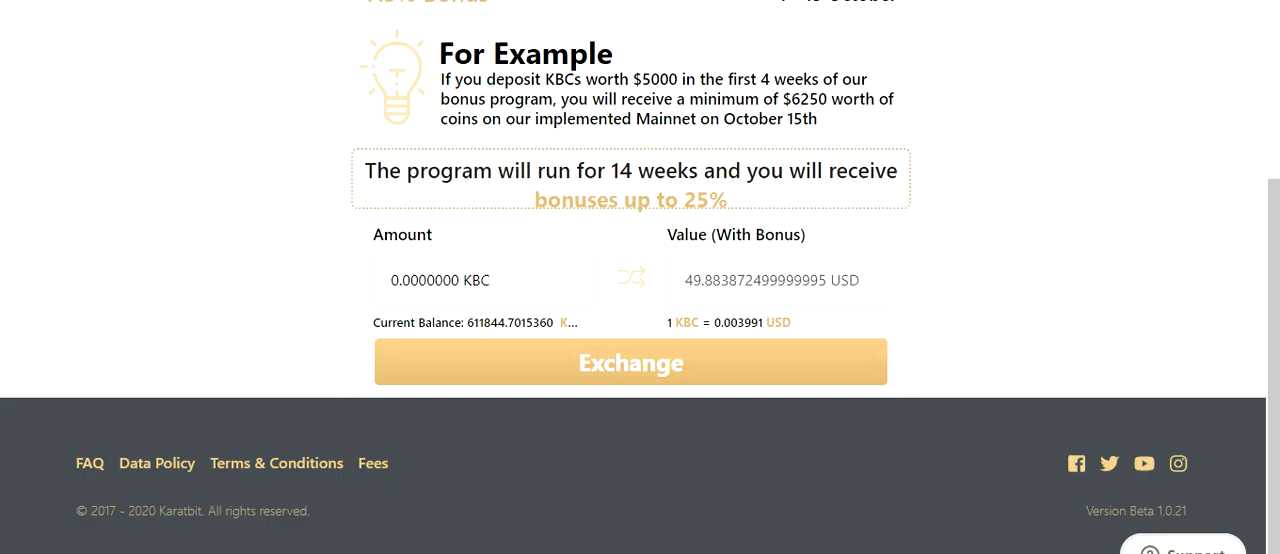 For Example
If you deposit KBCs worth $5000 in the first 4 weeks of our
bonus program, you will receive a minimum of $6250 worth of
coins on our implemented Mainnet on October 15th
The program will run for 14 weeks and you will receive
bonuses up to 25%
Amount Value (With Bonus)
0.0000000 KBC 49.883872499999995 USD
Current Balance: 611844.7015360 K... 1 KBC = 0.003991 USD
Exchange
FAQ Data Policy Terms & Conditions Fees
© 2017 - 2020 Karatbit. All rights reserved. Version Beta 1.0.21
Support